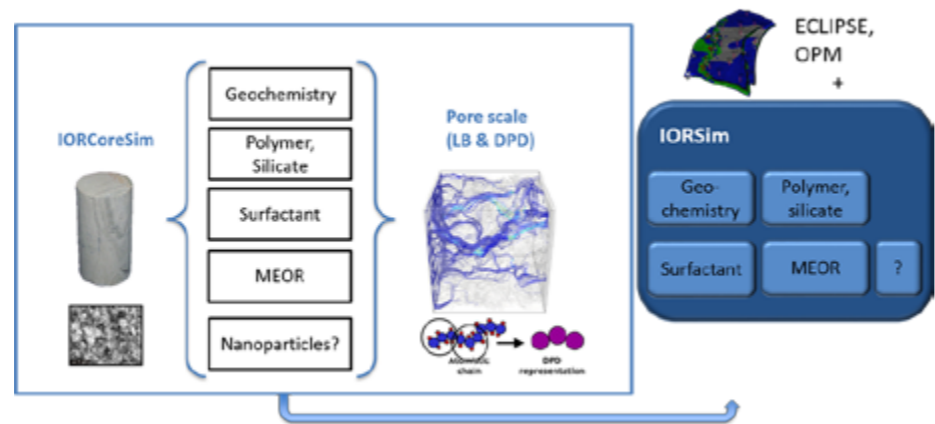 IORCoreSim
Geochemistry
Polymer,
Silicate
Surfactant
MEOR
Nanoparticles?
Pore scale
(LB & DPD)
Atomistic
chain
DPD
representation
ECLIPSE,
OPM
+
IORSim
Geo-
chemistry
Polymer,
silicate
Surfactant
MEOR
?